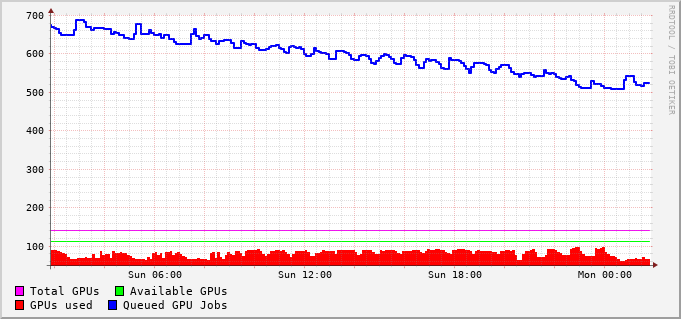 700
600
500
400
300
200
100
Sun 06:00 Sun 12:00 Sun 18:00 Mon 00:00
Total GPUs Available GPUs
GPUs used Queued GPU Jobs
RRDTOOL / TOBI OETIKER